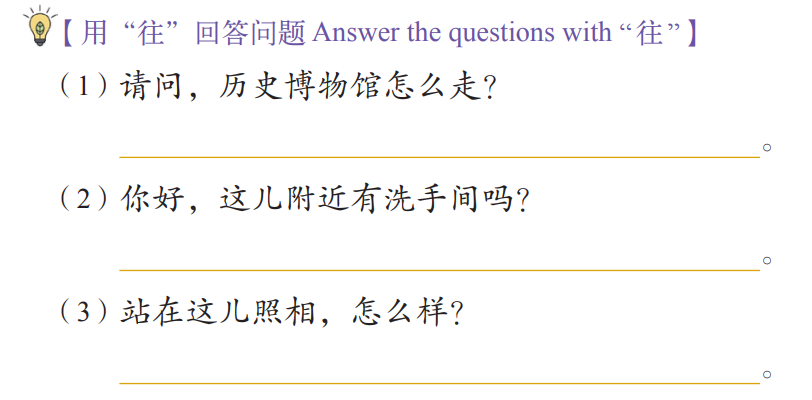 【用“往”回答问题 Answer the questions with “往”】
（1）请问，历史博物馆怎么走？
。
（2）你好，这儿附近有洗手间吗？
。
（3）站在这儿照相，怎么样？
。